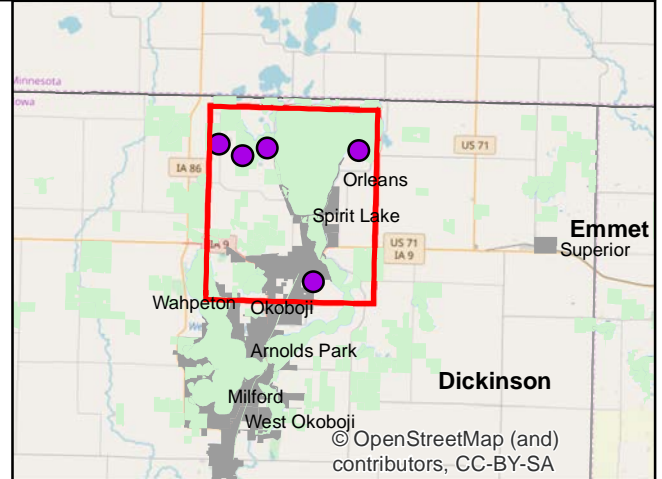 Minnesota
Iowa
IA 86
US 71
Orleans
Spirit Lake
Emmet
IA 9
US 71
IA 9
Superior
Wahpeton
Okoboji
Arnolds Park
Dickinson
Milford
West Okoboji
© OpenStreetMap (and)
contributors, CC-BY-SA